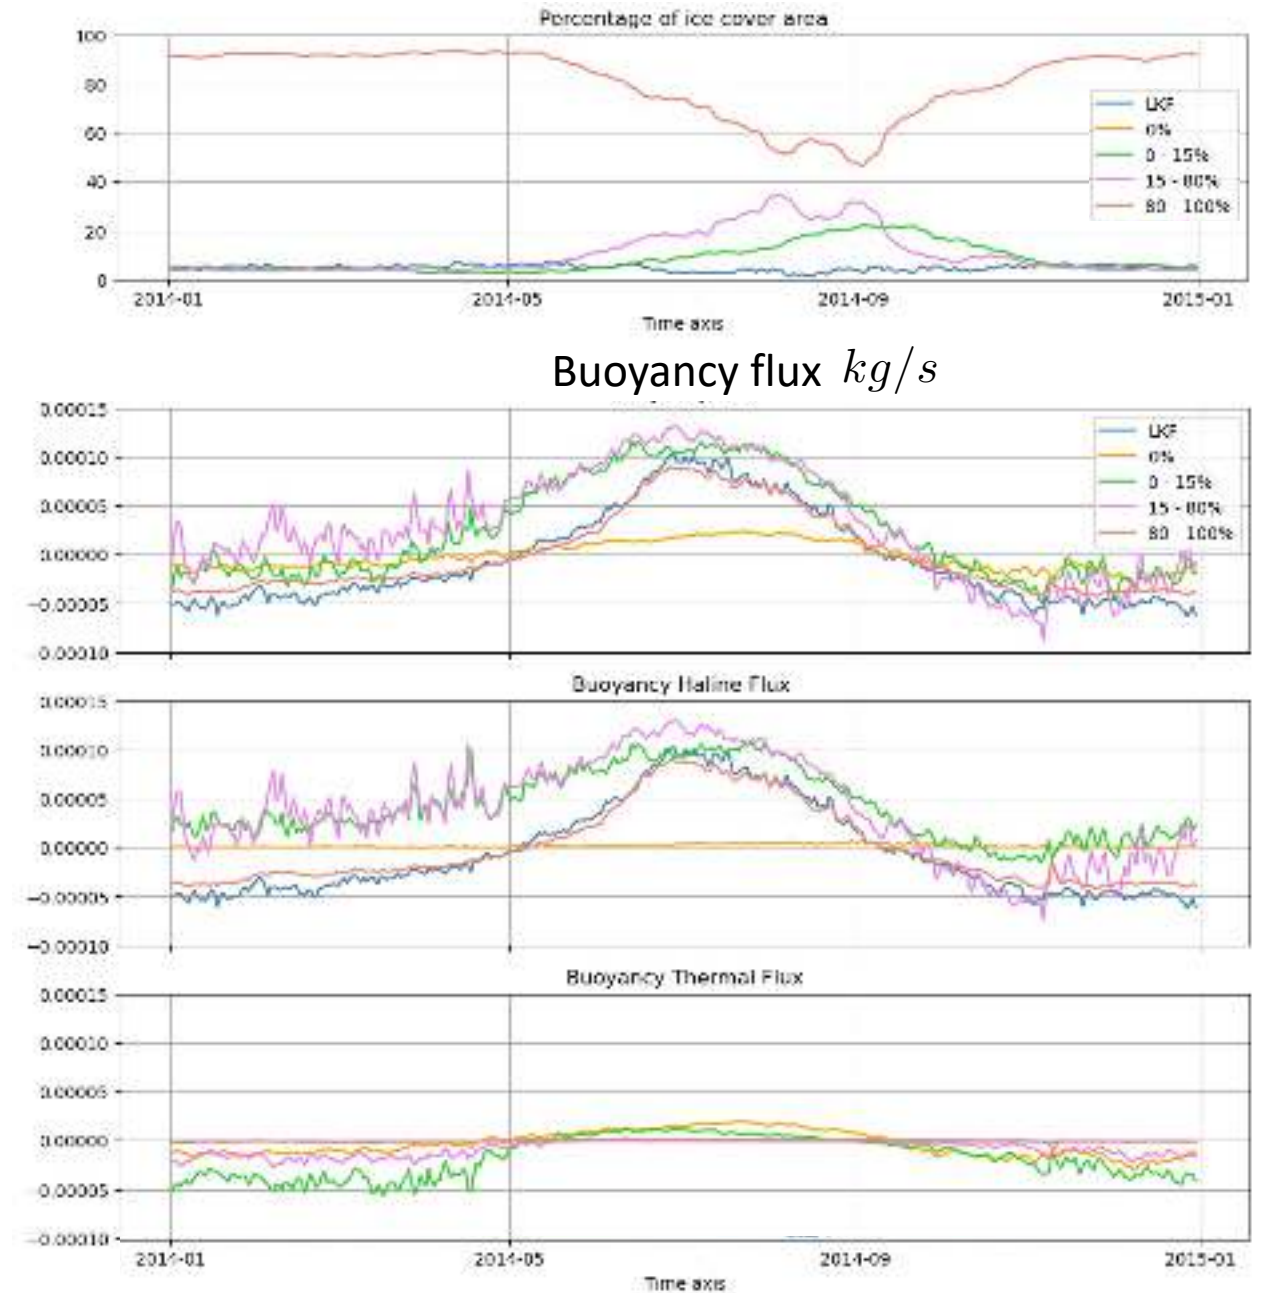 Percentage of ice cover area
100
80
60
40
20
0
LKF
0%
0 - 15%
15 - 80%
80 - 100%
2014-01 2014-05 2014-09 2015-01
Time axis
Buoyancy flux kg/s
0.00015
0.00010
0.00005
0.00000
−0.00005
−0.00010
LKF
0%
0 - 15%
15 - 80%
80 - 100%
Buoyancy Haline Flux
0.00015
0.00010
0.00005
0.00000
−0.00005
−0.00010
Buoyancy Thermal Flux
0.00015
0.00010
0.00005
0.00000
−0.00005
−0.00010
2014-01 2014-05 2014-09 2015-01
Time axis